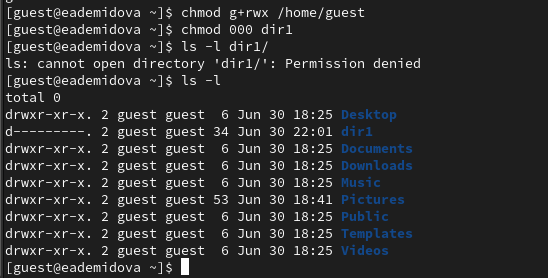 [guest@eademidova ~]$ chmod g+rwx /home/guest
[guest@eademidova ~]$ chmod 000 dir1
[guest@eademidova ~]$ ls -l dir1/
ls: cannot open directory 'dir1/': Permission denied
[guest@eademidova ~]$ ls -l
total 0
drwxr-xr-x. 2 guest guest  6 Jun 30 18:25 Desktop
d---------. 2 guest guest 34 Jun 30 22:01 dir1
drwxr-xr-x. 2 guest guest  6 Jun 30 18:25 Documents
drwxr-xr-x. 2 guest guest  6 Jun 30 18:25 Downloads
drwxr-xr-x. 2 guest guest  6 Jun 30 18:25 Music
drwxr-xr-x. 2 guest guest 53 Jun 30 18:41 Pictures
drwxr-xr-x. 2 guest guest  6 Jun 30 18:25 Public
drwxr-xr-x. 2 guest guest  6 Jun 30 18:25 Templates
drwxr-xr-x. 2 guest guest  6 Jun 30 18:25 Videos
[guest@eademidova ~]$